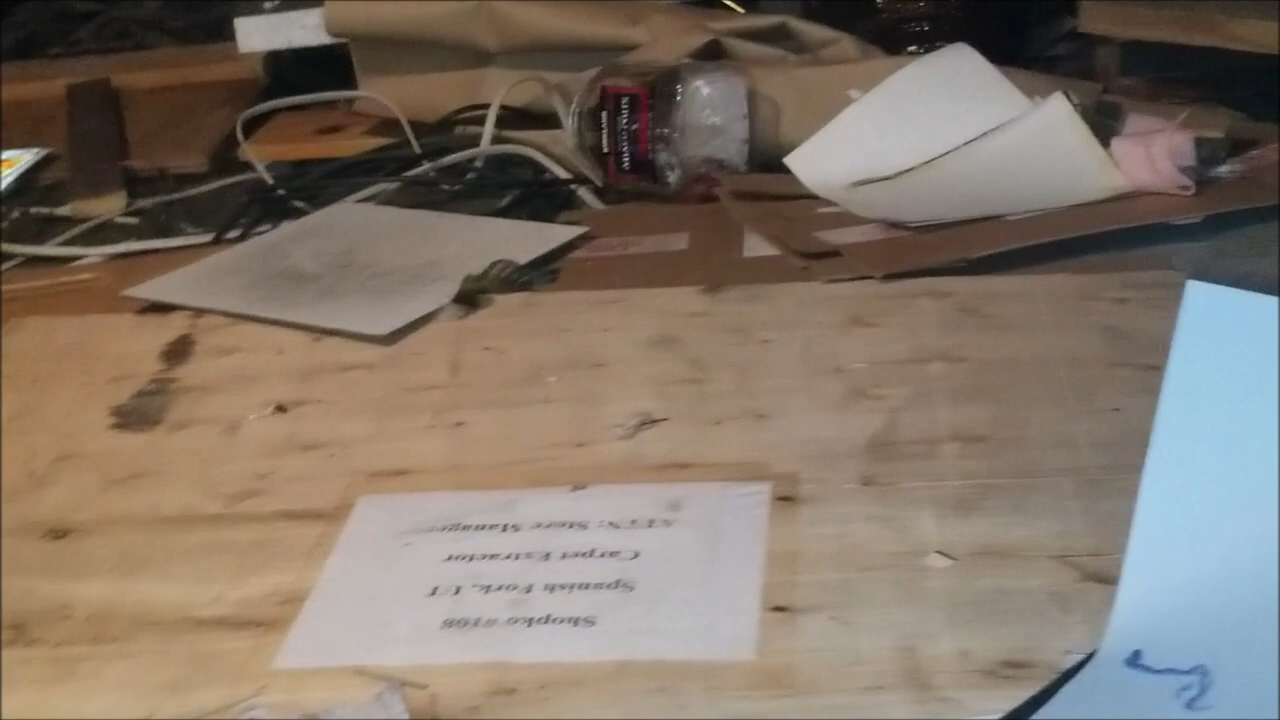 Shopko #108
Spanish Fork, UT
Carpet Extractor
ATTN: Store Manager